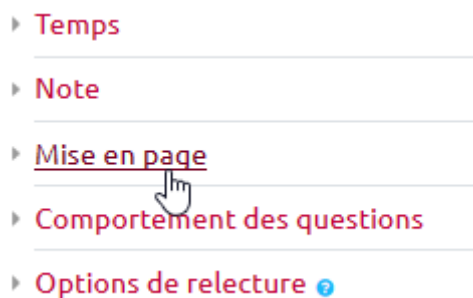 Temps
Note
Mise en page
Comportement des questions
Options de relecture